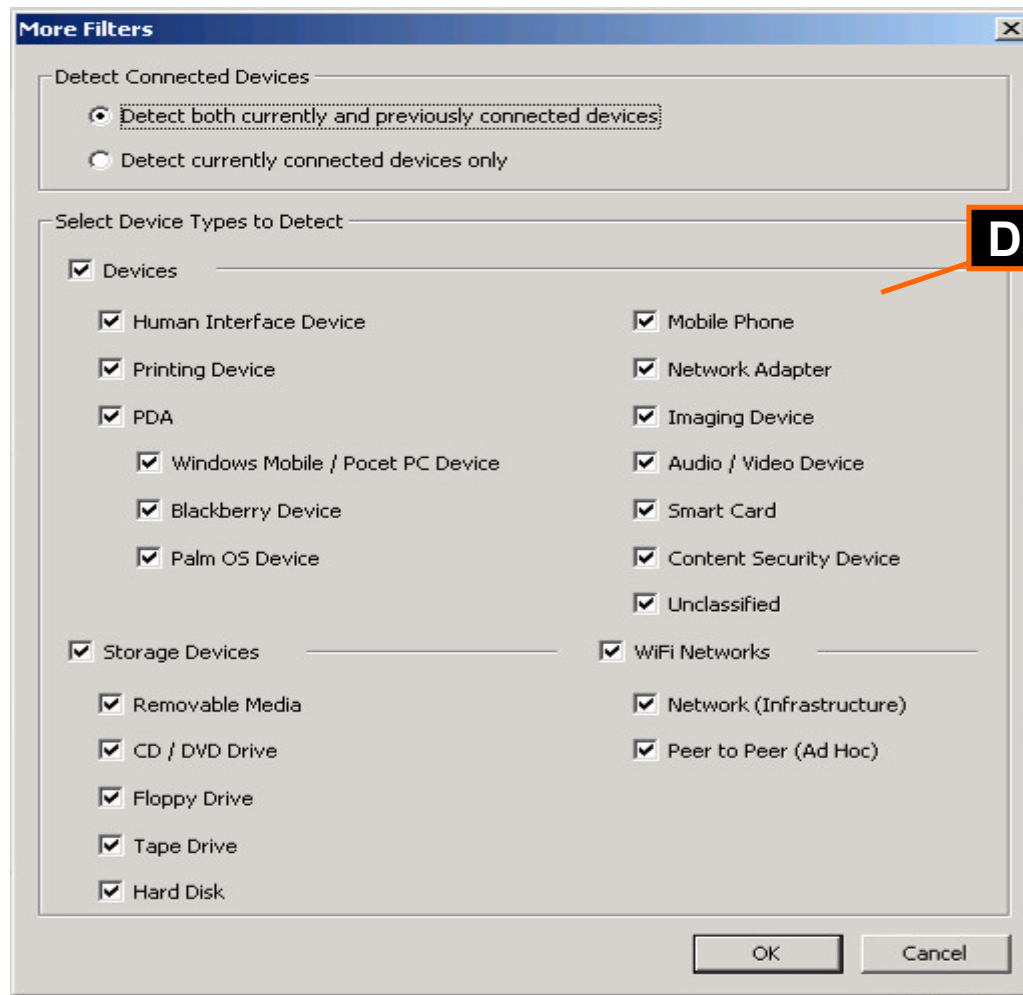 More Filters
Detect Connected Devices
Detect both currently and previously connected devices
Detect currently connected devices only
Select Device Types to Detect
D
Devices
Human Interface Device
Mobile Phone
Printing Device
Network Adapter
PDA
Imaging Device
Windows Mobile / Pocet PC Device
Audio / Video Device
Blackberry Device
Smart Card
Palm OS Device
Content Security Device
Unclassified
Storage Devices
WiFi Networks
Removable Media
Network (Infrastructure)
CD / DVD Drive
Peer to Peer (Ad Hoc)
Floppy Drive
Tape Drive
Hard Disk
OK
Cancel